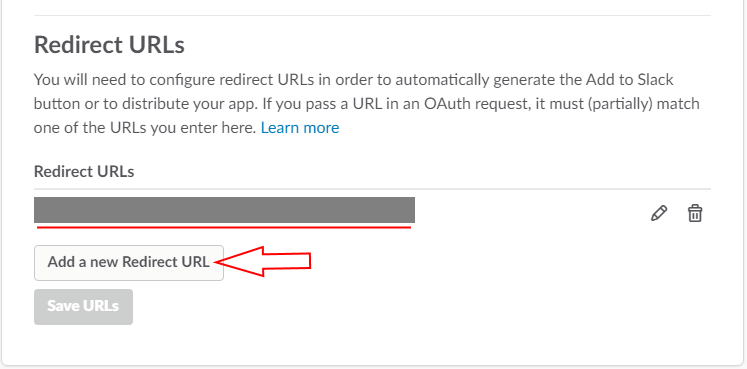 Redirect URLs
You will need to configure redirect URLs in order to automatically generate the Add to Slack
button or to distribute your app. If you pass a URL in an OAuth request, it must (partially) match
one of the URLs you enter here. Learn more
Redirect URLs
Add a new Redirect URL
Save URLs